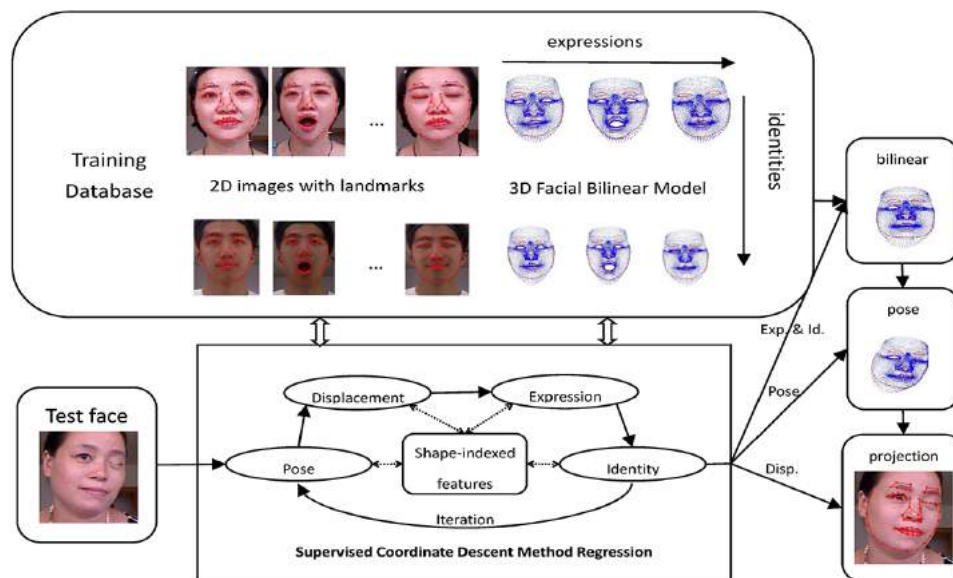 expressions
identities
Training
Database
...
2D images with landmarks
3D Facial Bilinear Model
...
bilinear
pose
projection
Exp. & Id.
Pose
Disp.
Test face
Displacement
Expression
Pose
Shape-indexed
features
Identity
Iteration
Supervised Coordinate Descent Method Regression